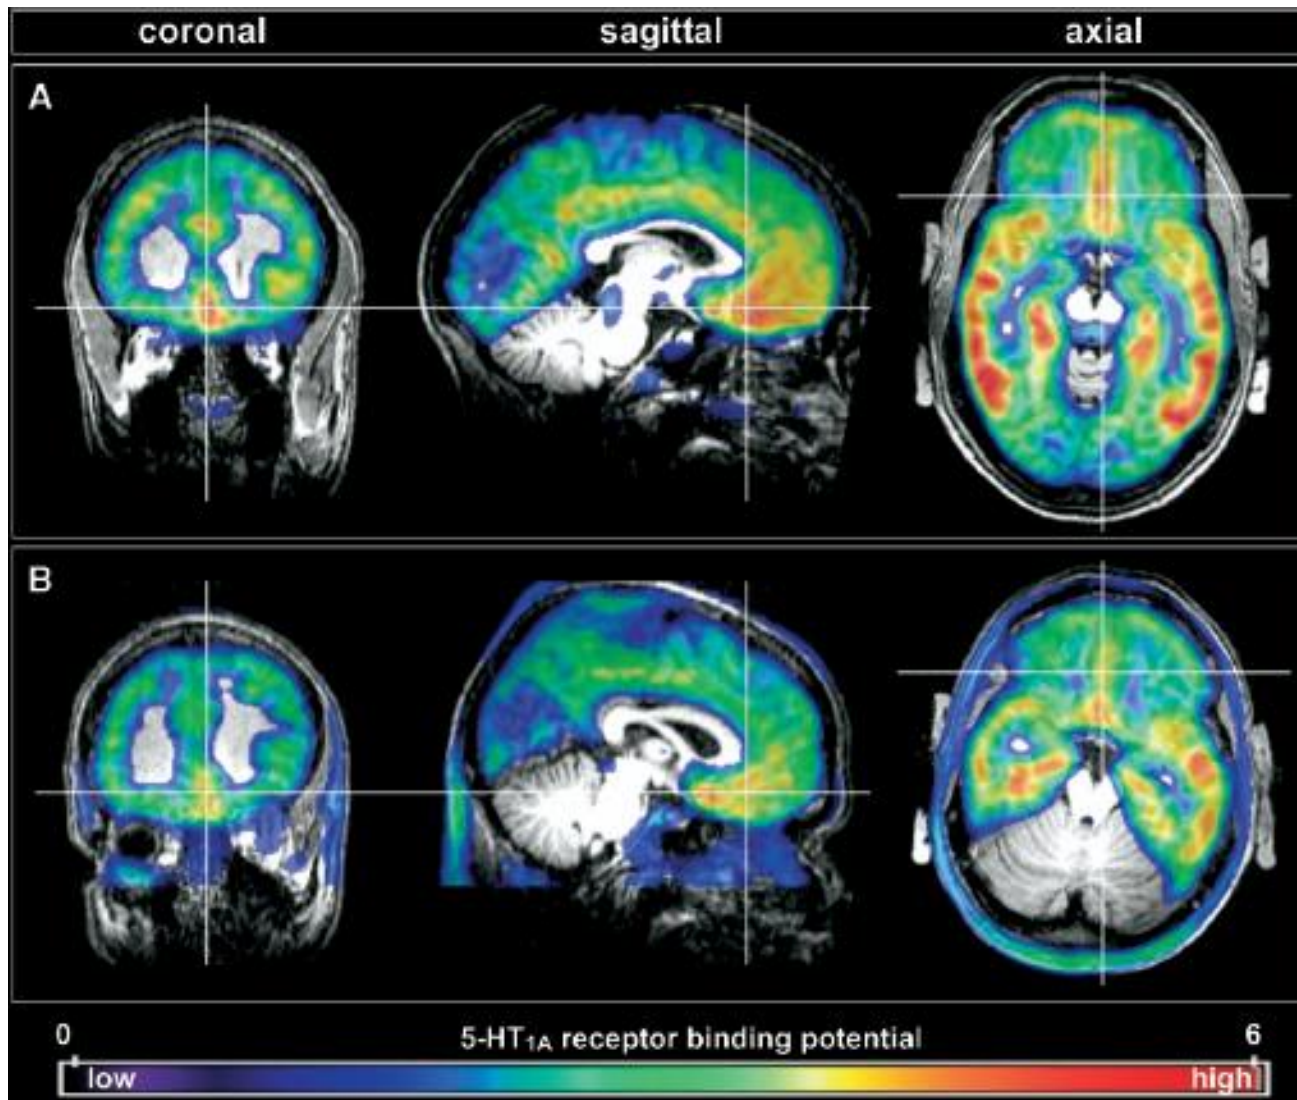 coronal sagittal axial
A
B
0 5-HT1A receptor binding potential 6
low high